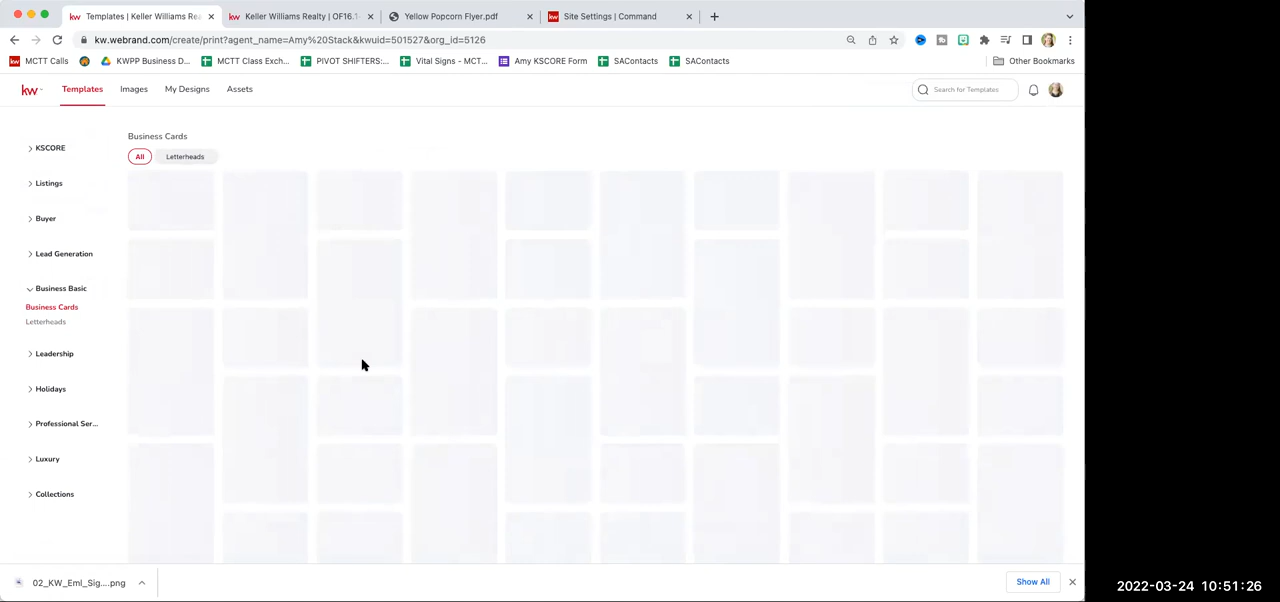 Templates | Keller Williams Rea
Keller Williams Realty | OF16.1
Yellow Popcorn Flyer.pdf
Site Settings | Command
kw.webrand.com/create/print?agent_name=Amy%20Stack&kwuid=501527&org_id=5126
MCTT Calls
KWPP Business D...
MCTT Class Exch...
PIVOT SHIFTERS:...
Vital Signs - MCT...
Amy KSCORE Form
SAContacts
SAContacts
Other Bookmarks
kw
Templates
Images
My Designs
Assets
Search for Templates
Business Cards
All
Letterheads
KSCORE
Listings
Buyer
Lead Generation
Business Basic
Business Cards
Letterheads
Leadership
Holidays
Professional Ser...
Luxury
Collections
02_KW_Eml_Sig....png
Show All
2022-03-24 10:51:26